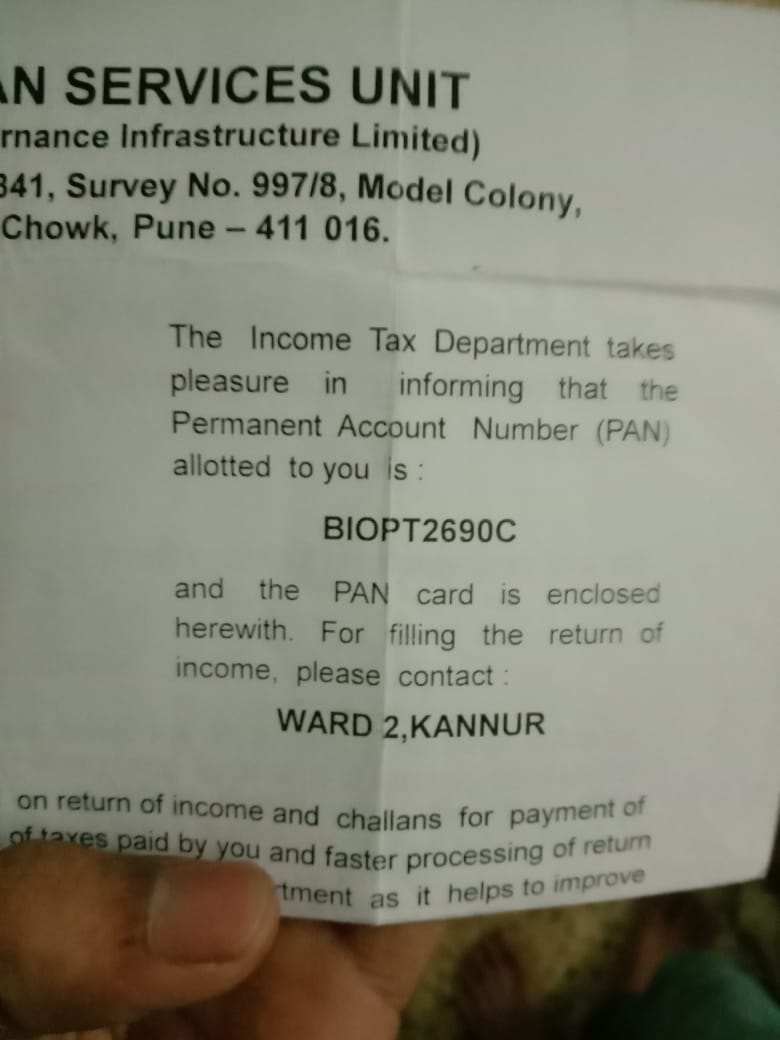 AN SERVICES UNIT
rnance Infrastructure Limited)
341, Survey No. 997/8, Model Colony,
Chowk, Pune – 411 016.
The Income Tax Department takes
pleasure in informing that the
Permanent Account Number (PAN)
allotted to you is :
BIOPT2690C
and the PAN card is enclosed
herewith. For filling the return of
income, please contact :
WARD 2,KANNUR
on return of income and challans for payment of
of taxes paid by you and faster processing of return
tment as it helps to improve